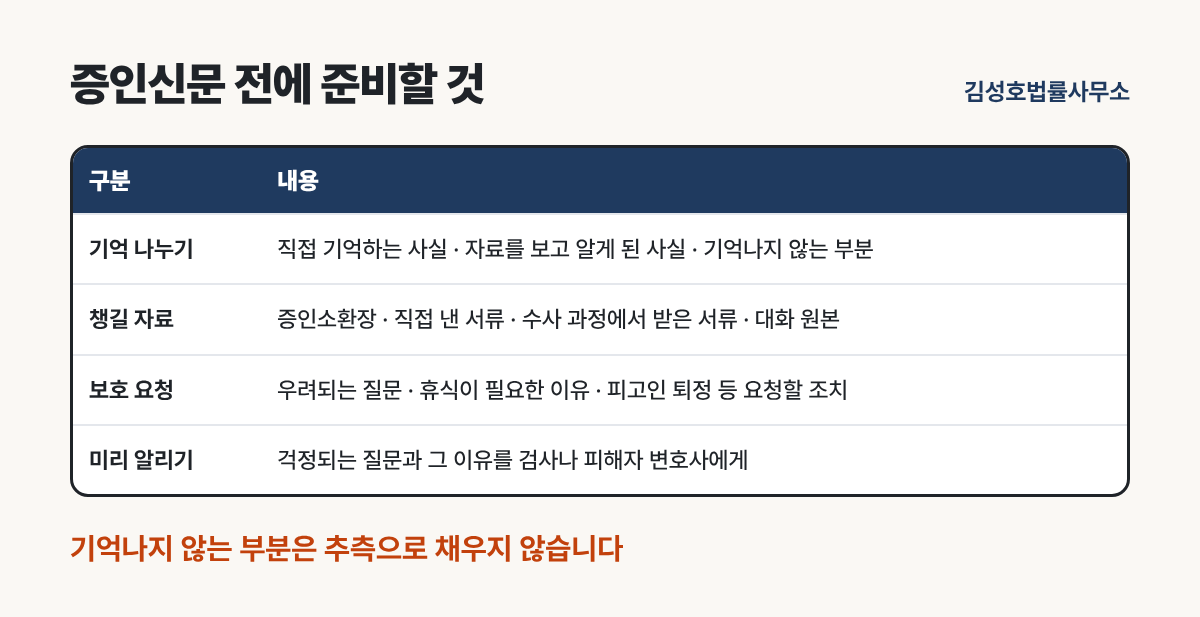 증인신문 전에 준비할 것
김성호법률사무소
구분 내용
기억 나누기 직접 기억하는 사실 · 자료를 보고 알게 된 사실 · 기억나지 않는 부분
챙길 자료 증인소환장 · 직접 낸 서류 · 수사 과정에서 받은 서류 · 대화 원본
보호 요청 우려되는 질문 · 휴식이 필요한 이유 · 피고인 퇴정 등 요청할 조치
미리 알리기 걱정되는 질문과 그 이유를 검사나 피해자 변호사에게
기억나지 않는 부분은 추측으로 채우지 않습니다